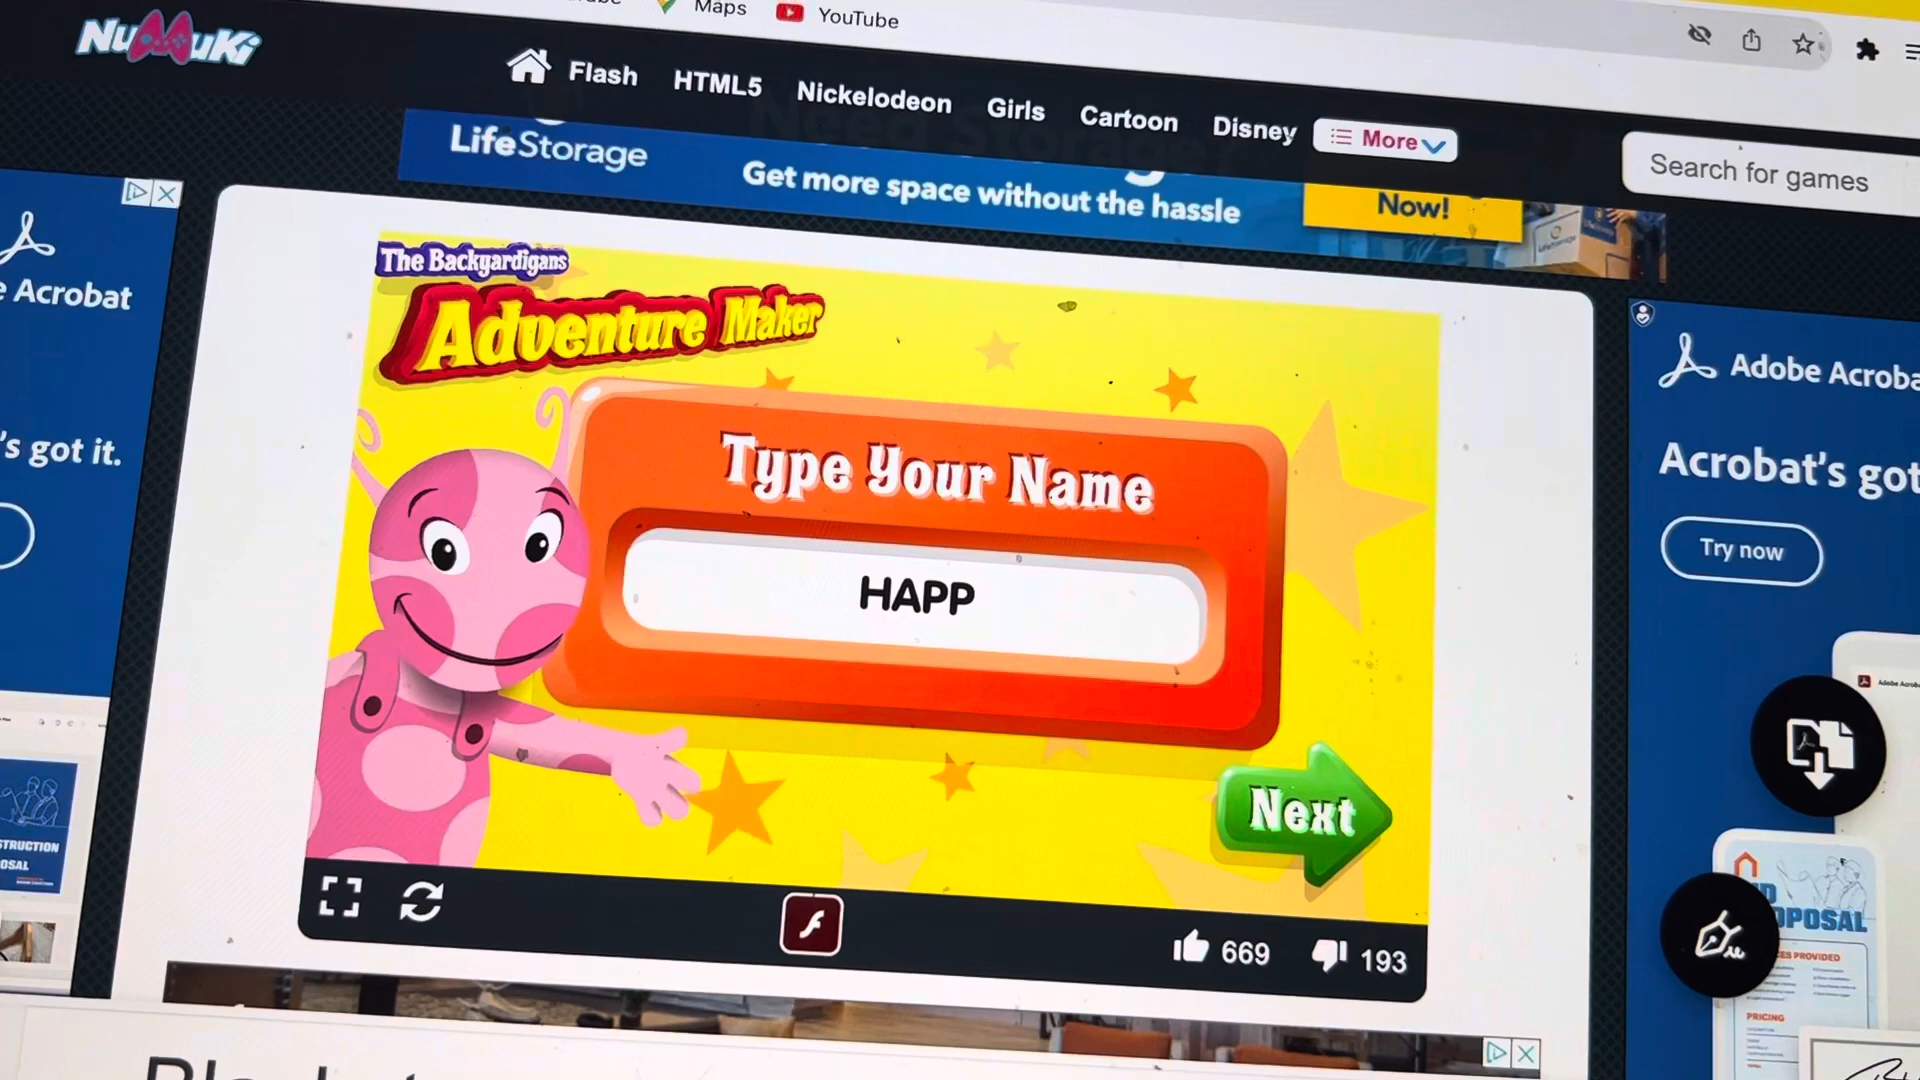 Maps
YouTube
NuMuKi
Flash
HTML5
Nickelodeon
Girls
Cartoon
Disney
More
Search for games
LifeStorage
Get more space without the hassle
Now!
Acrobat
's got it.
The Backyardigans
Adventure Maker
Type Your Name
HAPP
Next
669
193
Adobe Acroba
Acrobat's got
Try now
OPOSAL
PRICING